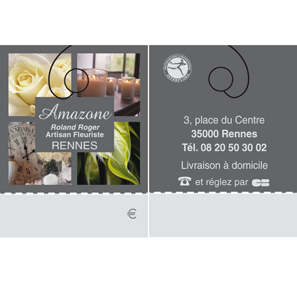 Amazone
Roland Roger
Artisan Fleuriste
RENNES
€
3, place du Centre
35000 Rennes
Tél. 08 20 50 30 02
Livraison à domicile
et réglez par CB